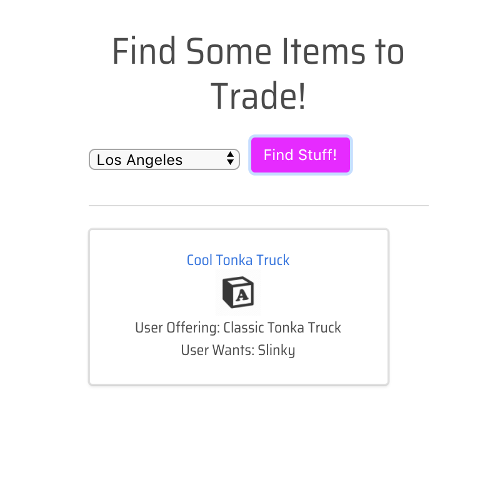 Find Some Items to
Trade!
Los Angeles
Find Stuff!
Cool Tonka Truck
A
User Offering: Classic Tonka Truck
User Wants: Slinky